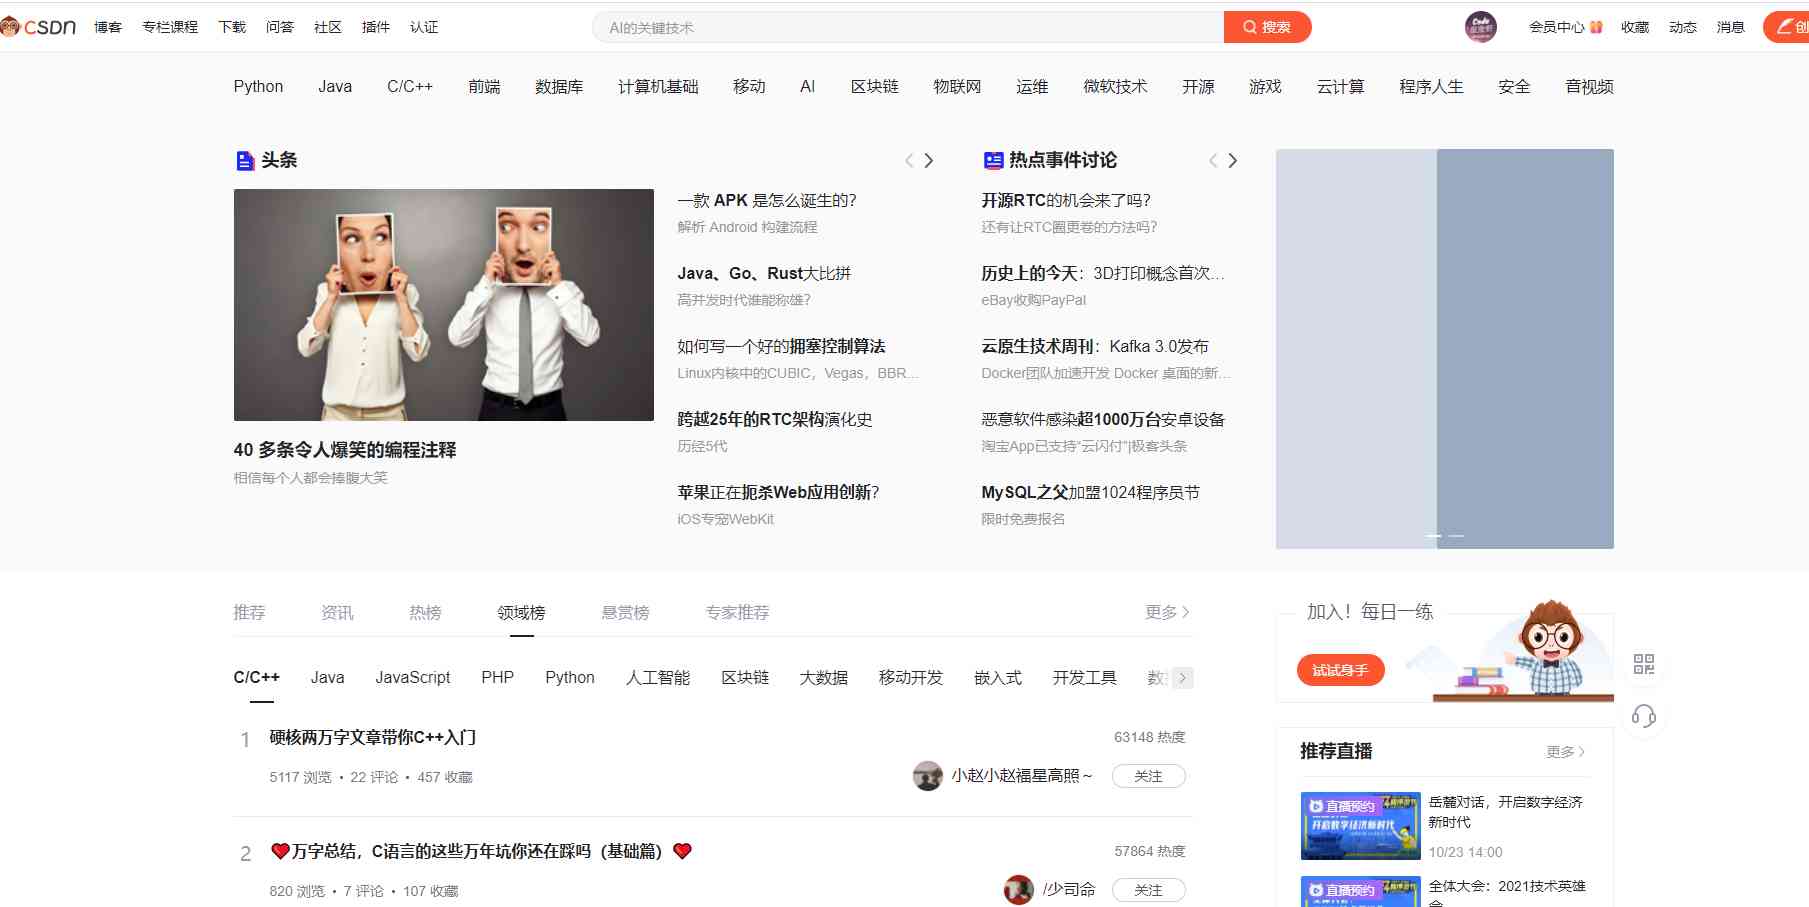 CSDN 博客 专栏课程 下载 问答 社区 插件 认证 AI的关键技术 搜索 会员中心 收藏 动态 消息 创
Python Java C/C++ 前端 数据库 计算机基础 移动 AI 区块链 物联网 运维 微软技术 开源 游戏 云计算 程序人生 安全 音视频
头条
40 多条令人爆笑的编程注释
相信每个人都会捧腹大笑
一款 APK 是怎么诞生的?
解析 Android 构建流程
Java、Go、Rust大比拼
高并发时代谁能称雄?
如何写一个好的拥塞控制算法
Linux内核中的CUBIC，Vegas，BBR...
跨越25年的RTC架构演化史
历经5代
苹果正在扼杀Web应用创新?
iOS专宠WebKit
热点事件讨论
开源RTC的机会来了吗?
还有让RTC圈更卷的方法吗?
历史上的今天：3D打印概念首次...
eBay收购PayPal
云原生技术周刊：Kafka 3.0发布
Docker团队加速开发 Docker 桌面的新...
恶意软件感染超1000万台安卓设备
淘宝App已支持“云闪付”|极客头条
MySQL之父加盟1024程序员节
限时免费报名
推荐 资讯 热榜 领域榜 悬赏榜 专家推荐 更多
C/C++ Java JavaScript PHP Python 人工智能 区块链 大数据 移动开发 嵌入式 开发工具
1 硬核两万字文章带你C++入门 63148 热度
5117 浏览 • 22 评论 • 457 收藏 小赵小赵福星高照～ 关注
2 万字总结，C语言的这些万年坑你还在踩吗（基础篇） 57864 热度
820 浏览 • 7 评论 • 107 收藏 /少司命 关注
加入！每日一练
试试身手
推荐直播 更多
直播预约
开启数字经济新时代
岳麓对话，开启数字经济
新时代
10/23 14:00
直播预约
全体大会：2021技术英雄
会